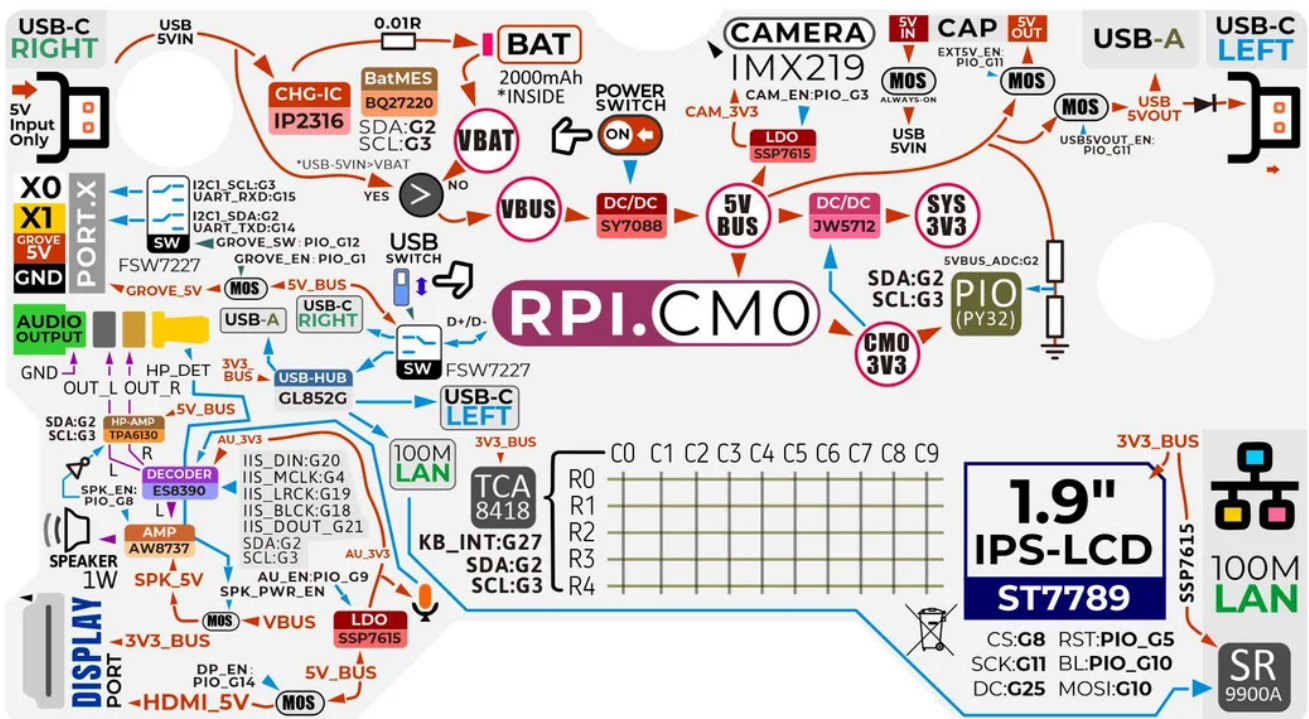 USB-C
RIGHT
USB
5VIN
0.01R
BAT
2000mAh
*INSIDE
CHG-IC
IP2316
BatMES
BQ27220
SDA:G2
SCL:G3
VBAT
POWER
SWITCH
ON
CAMERA
IMX219
CAM_EN:PIO_G3
CAM_3V3
LDO
SSP7615
5V
IN
CAP
5V
OUT
EXT5V_EN:
PIO_G11
MOS
ALWAYS-ON
USB
5VIN
MOS
MOS
USB5VOUT_EN:
PIO_G11
USB
5VOUT
USB-A
USB-C
LEFT
5V
Input
Only
*USB-5VIN>VBAT
YES
>
NO
VBUS
DC/DC
SY7088
5V
BUS
DC/DC
JW5712
SYS
3V3
X0
X1
GROVE
5V
GND
PORT.X
I2C1_SCL:G3
UART_RXD:G15
I2C1_SDA:G2
UART_TXD:G14
SW
FSW7227
GROVE_SW:PIO_G12
GROVE_EN:PIO_G1
GROVE_5V
MOS
5V_BUS
USB
SWITCH
USB-A
USB-C
RIGHT
D+/D-
SW
FSW7227
RPI.CM0
CM0
3V3
SDA:G2
SCL:G3
5VBUS_ADC:G2
PIO
(PY32)
AUDIO
OUTPUT
GND
OUT_L
OUT_R
HP_DET
3V3_
BUS
USB-HUB
GL852G
USB-C
LEFT
100M
LAN
SDA:G2
SCL:G3
HP-AMP
TPA6130
5V_BUS
AU_3V3
L
R
DECODER
ES8390
SPK_EN:
PIO_G8
L
IIS_DIN:G20
IIS_MCLK:G4
IIS_LRCK:G19
IIS_BLCK:G18
IIS_DOUT_G21
SDA:G2
SCL:G3
SPEAKER
1W
AMP
AW8737
SPK_5V
AU_3V3
AU_EN:PIO_G9
SPK_PWR_EN
MOS
VBUS
LDO
SSP7615
5V_BUS
DISPLAY
PORT
3V3_BUS
DP_EN:
PIO_G14
HDMI_5V
MOS
3V3_BUS
TCA
8418
KB_INT:G27
SDA:G2
SCL:G3
C0 C1 C2 C3 C4 C5 C6 C7 C8 C9
R0
R1
R2
R3
R4
1.9"
IPS-LCD
ST7789
CS:G8 RST:PIO_G5
SCK:G11 BL:PIO_G10
DC:G25 MOSI:G10
3V3_BUS
SSP7615
100M
LAN
SR
9900A